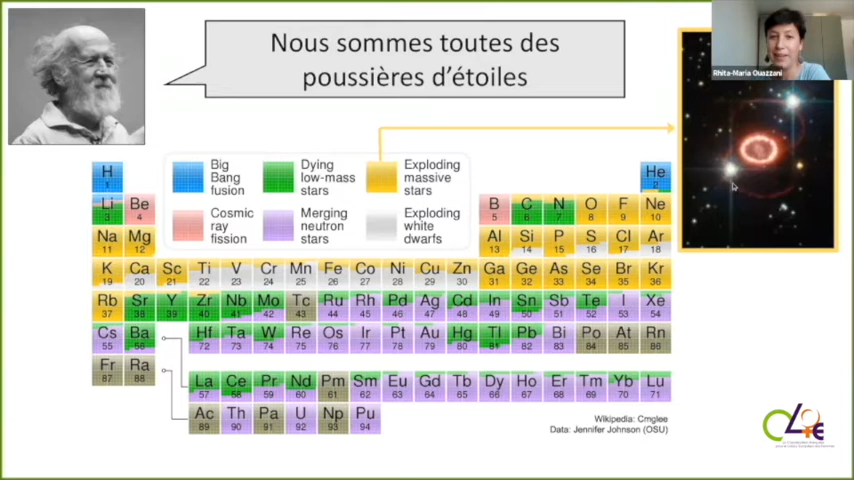 Nous sommes toutes des
poussières d'étoiles
Rhita-Maria Ouazzani
Big
Bang
fusion
Dying
low-mass
stars
Exploding
massive
stars
Cosmic
ray
fission
Merging
neutron
stars
Exploding
white
dwarfs
H He
1 2
Li Be B C N O F Ne
3 4 5 6 7 8 9 10
Na Mg Al Si P S Cl Ar
11 12 13 14 15 16 17 18
K Ca Sc Ti V Cr Mn Fe Co Ni Cu Zn Ga Ge As Se Br Kr
19 20 21 22 23 24 25 26 27 28 29 30 31 32 33 34 35 36
Rb Sr Y Zr Nb Mo Tc Ru Rh Pd Ag Cd In Sn Sb Te I Xe
37 38 39 40 41 42 43 44 45 46 47 48 49 50 51 52 53 54
Cs Ba Hf Ta W Re Os Ir Pt Au Hg Tl Pb Bi Po At Rn
55 56 72 73 74 75 76 77 78 79 80 81 82 83 84 85 86
Fr Ra
87 88
La Ce Pr Nd Pm Sm Eu Gd Tb Dy Ho Er Tm Yb Lu
57 58 59 60 61 62 63 64 65 66 67 68 69 70 71
Ac Th Pa U Np Pu
89 90 91 92 93 94
Wikipedia: Cmglee
Data: Jennifer Johnson (OSU)